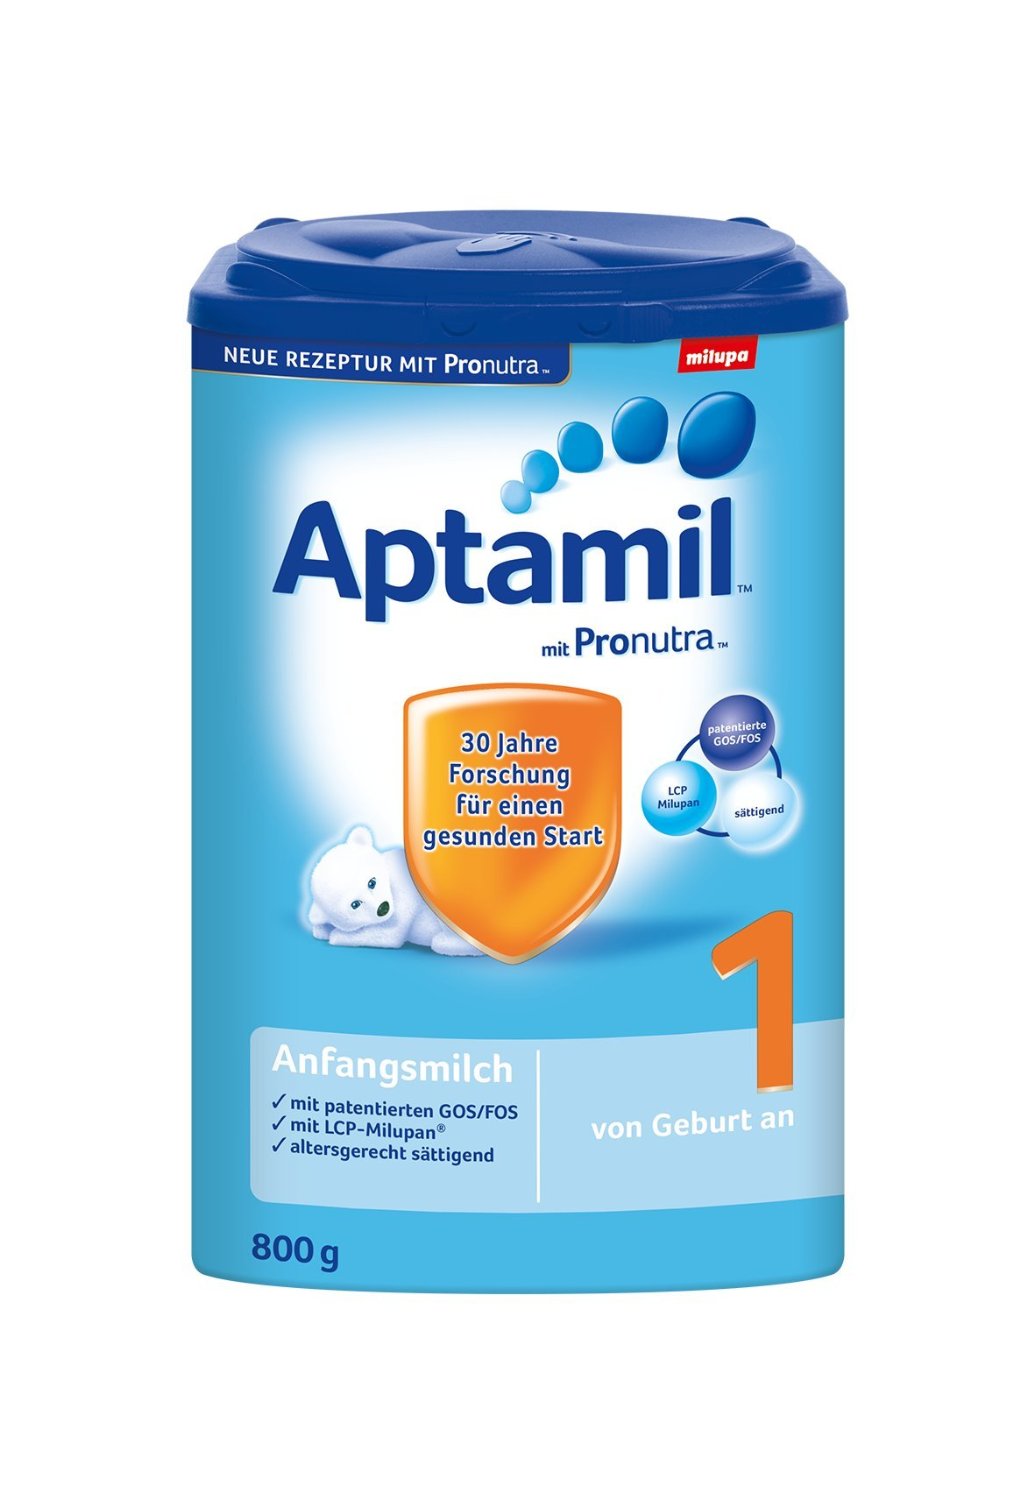 NEUE REZEPTUR MIT Pronutra™
milupa
Aptamil™
mit Pronutra™
30 Jahre
Forschung
für einen
gesunden Start
patentierte
GOS/FOS
LCP
Milupan
sättigend
1
Anfangsmilch
✓ mit patentierten GOS/FOS
✓ mit LCP-Milupan®
✓ altersgerecht sättigend
von Geburt an
800 g